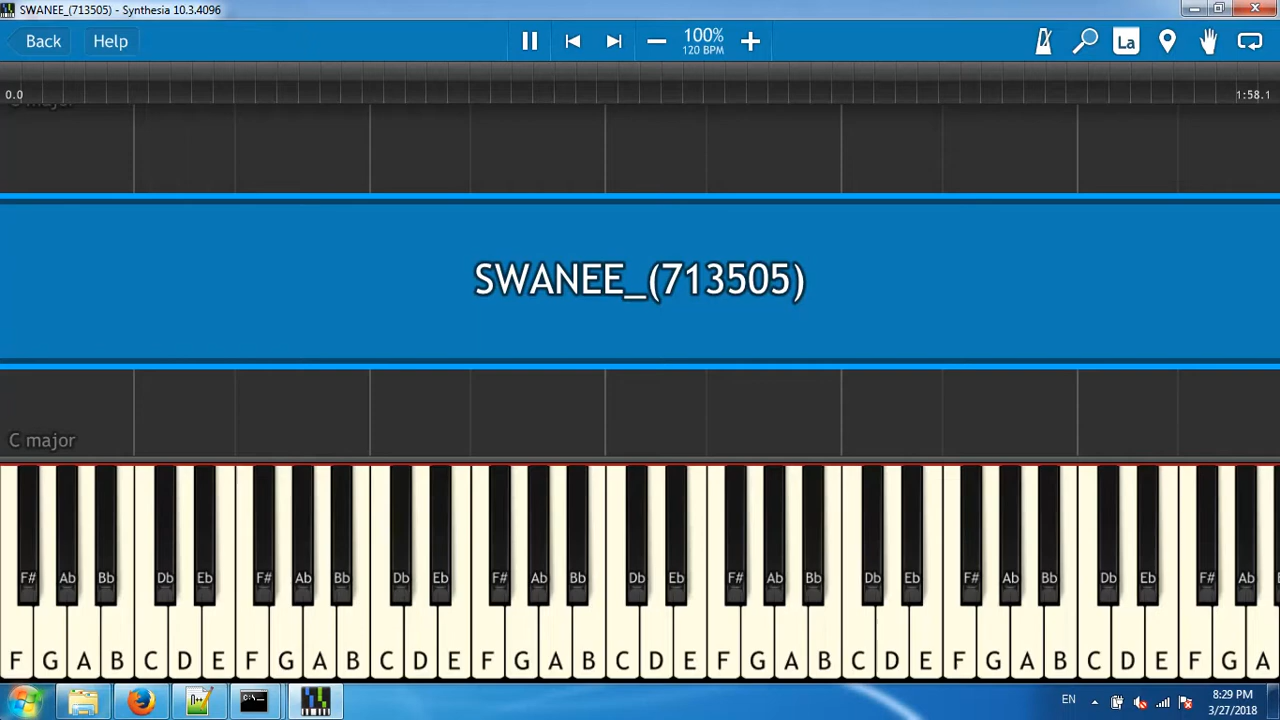 SWANEE_(713505) - Synthesia 10.3.4096
Back Help 100% La
120 BPM
0.0 1:58.1
SWANEE_(713505)
C major
F# Ab Bb Db Eb F# Ab Bb Db Eb F# Ab Bb Db Eb F# Ab Bb Db Eb F# Ab Bb Db Eb F# Ab
F G A B C D E F G A B C D E F G A B C D E F G A B C D E F G A B C D E F G A
EN 8:29 PM
3/27/2018